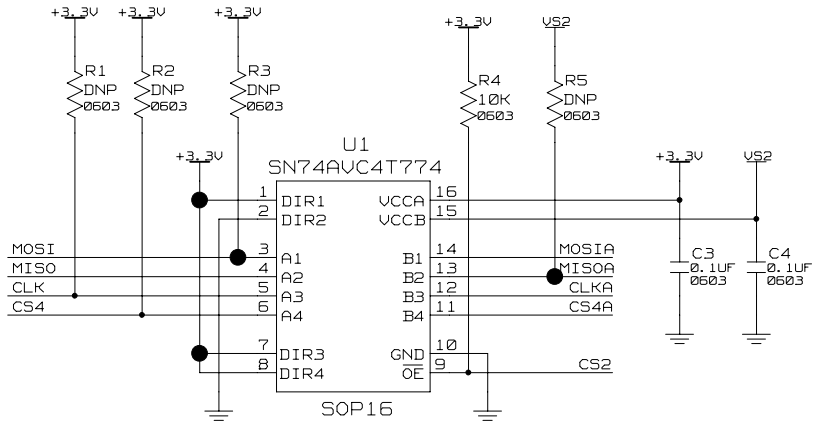 +3.3V +3.3V +3.3V +3.3V VS2
R1 R2 R3 R4 R5
DNP DNP DNP 10K DNP
0603 0603 0603 0603 0603
U1
+3.3V SN74AVC4T774 +3.3V VS2
1 DIR1 VCCA 16
2 DIR2 VCCB 15
MOSI 3 A1 B1 14 MOSIA
MISO 4 A2 B2 13 MISOA
CLK 5 A3 B3 12 CLKA
CS4 6 A4 B4 11 CS4A
C3 C4
0.1UF 0.1UF
0603 0603
7 DIR3 GND 10
8 DIR4 OE 9 CS2
SOP16